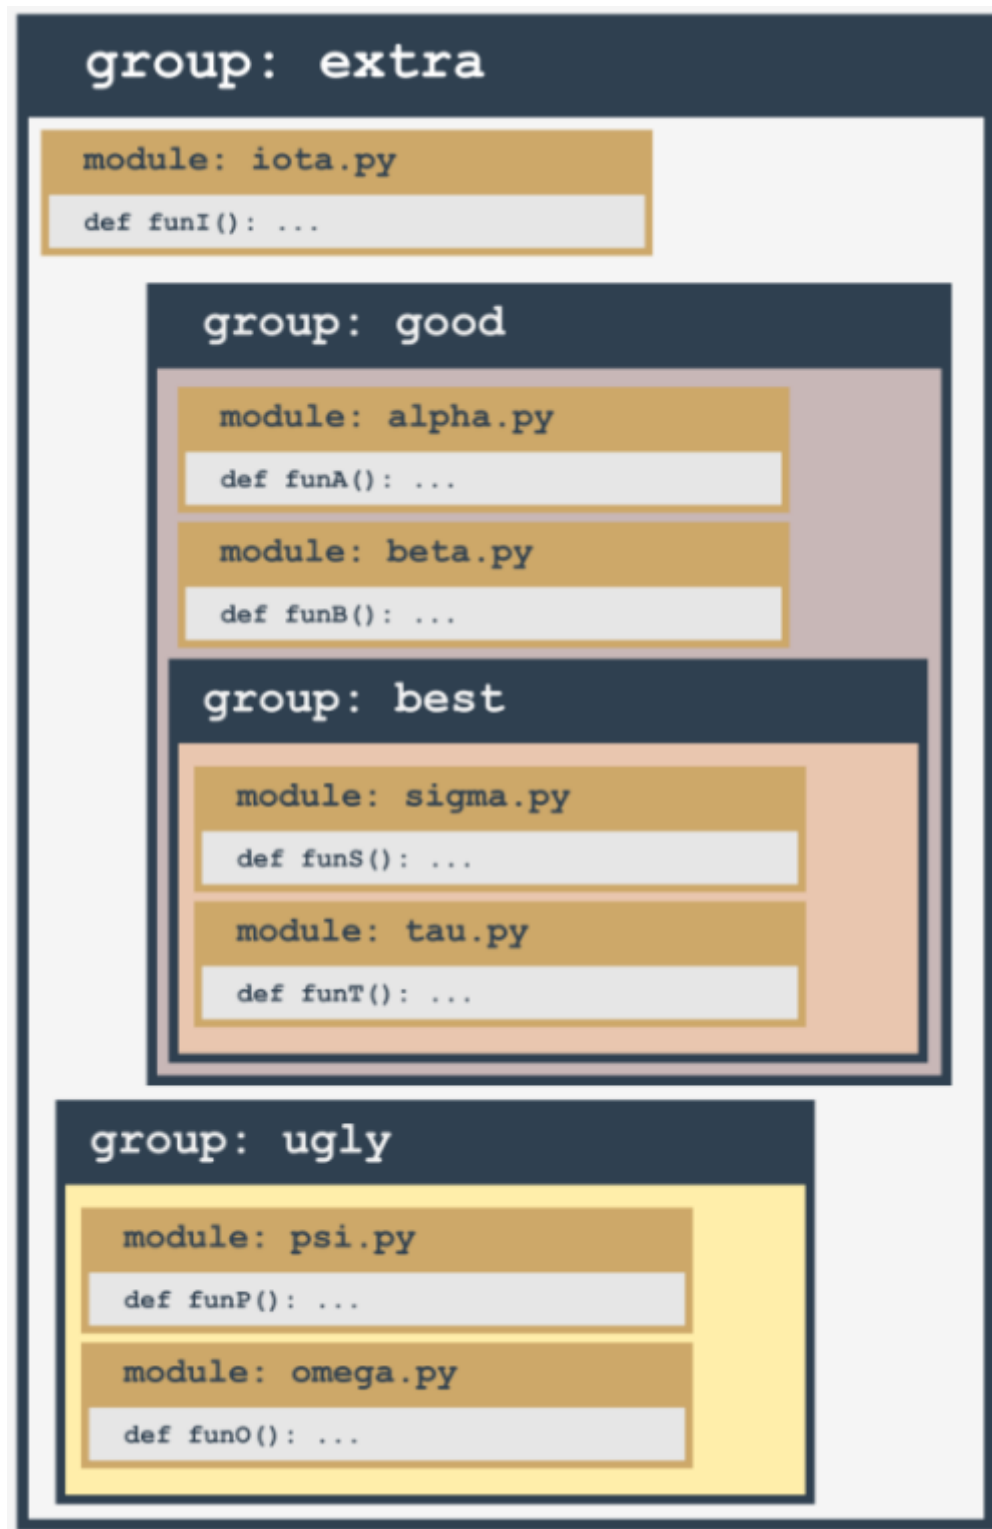 group: extra
module: iota.py
def funI(): ...
group: good
module: alpha.py
def funA(): ...
module: beta.py
def funB(): ...
group: best
module: sigma.py
def funS(): ...
module: tau.py
def funT(): ...
group: ugly
module: psi.py
def funP(): ...
module: omega.py
def funO(): ...